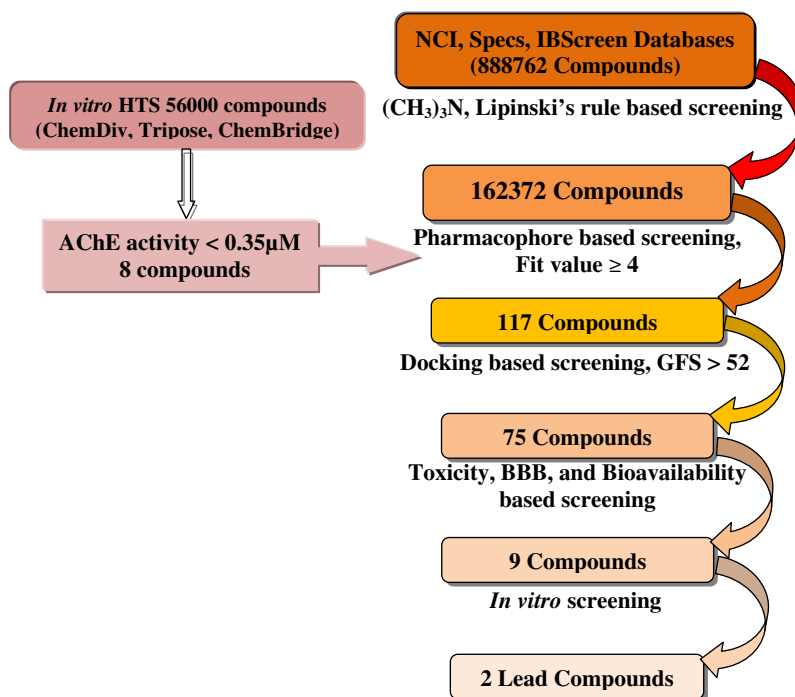 NCI, Specs, IBScreen Databases
(888762 Compounds)
In vitro HTS 56000 compounds
(ChemDiv, Tripose, ChemBridge)
(CH3)3N, Lipinski's rule based screening
162372 Compounds
AChE activity < 0.35µM
8 compounds
Pharmacophore based screening,
Fit value ≥ 4
117 Compounds
Docking based screening, GFS > 52
75 Compounds
Toxicity, BBB, and Bioavailability
based screening
9 Compounds
In vitro screening
2 Lead Compounds